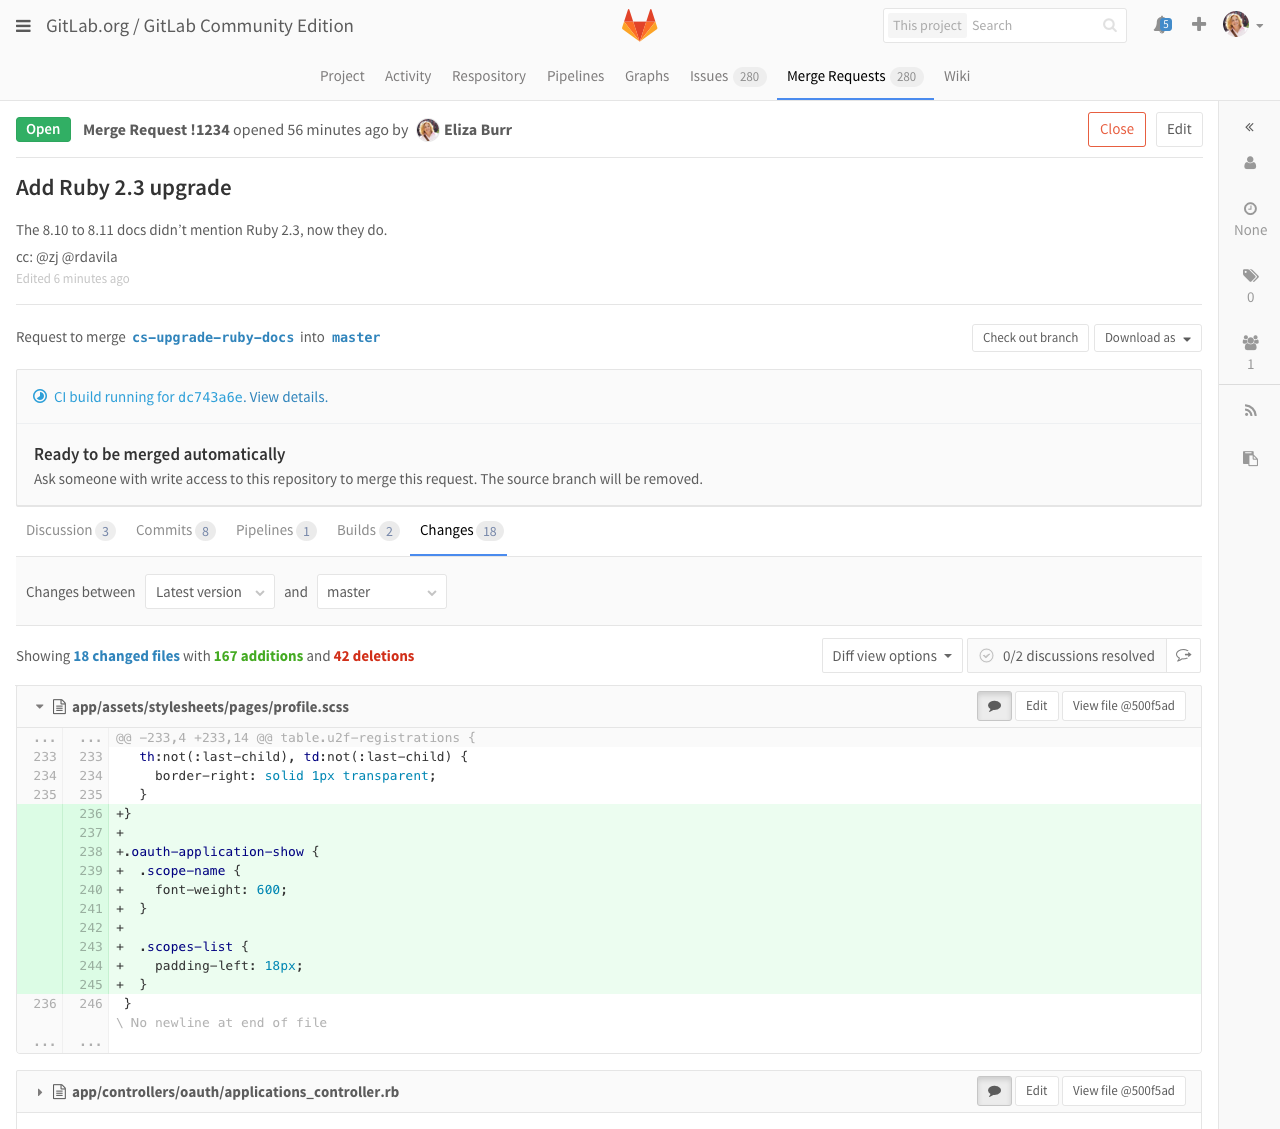 GitLab.org / GitLab Community Edition
This project Search
5
Project Activity Respository Pipelines Graphs Issues 280 Merge Requests 280 Wiki
Open Merge Request !1234 opened 56 minutes ago by Eliza Burr
Close Edit
Add Ruby 2.3 upgrade
The 8.10 to 8.11 docs didn’t mention Ruby 2.3, now they do.
cc: @zj @rdavila
Edited 6 minutes ago
None
0
1
Request to merge cs-upgrade-ruby-docs into master
Check out branch Download as
CI build running for dc743a6e. View details.
Ready to be merged automatically
Ask someone with write access to this repository to merge this request. The source branch will be removed.
Discussion 3 Commits 8 Pipelines 1 Builds 2 Changes 18
Changes between Latest version and master
Showing 18 changed files with 167 additions and 42 deletions
Diff view options 0/2 discussions resolved
app/assets/stylesheets/pages/profile.scss
Edit View file @500f5ad
... ... @@ -233,4 +233,14 @@ table.u2f-registrations {
233 233 th:not(:last-child), td:not(:last-child) {
234 234 border-right: solid 1px transparent;
235 235 }
236 +}
237 +
238 +.oauth-application-show {
239 + .scope-name {
240 + font-weight: 600;
241 + }
242 +
243 + .scopes-list {
244 + padding-left: 18px;
245 + }
236 246 }
\ No newline at end of file
... ...
app/controllers/oauth/applications_controller.rb
Edit View file @500f5ad